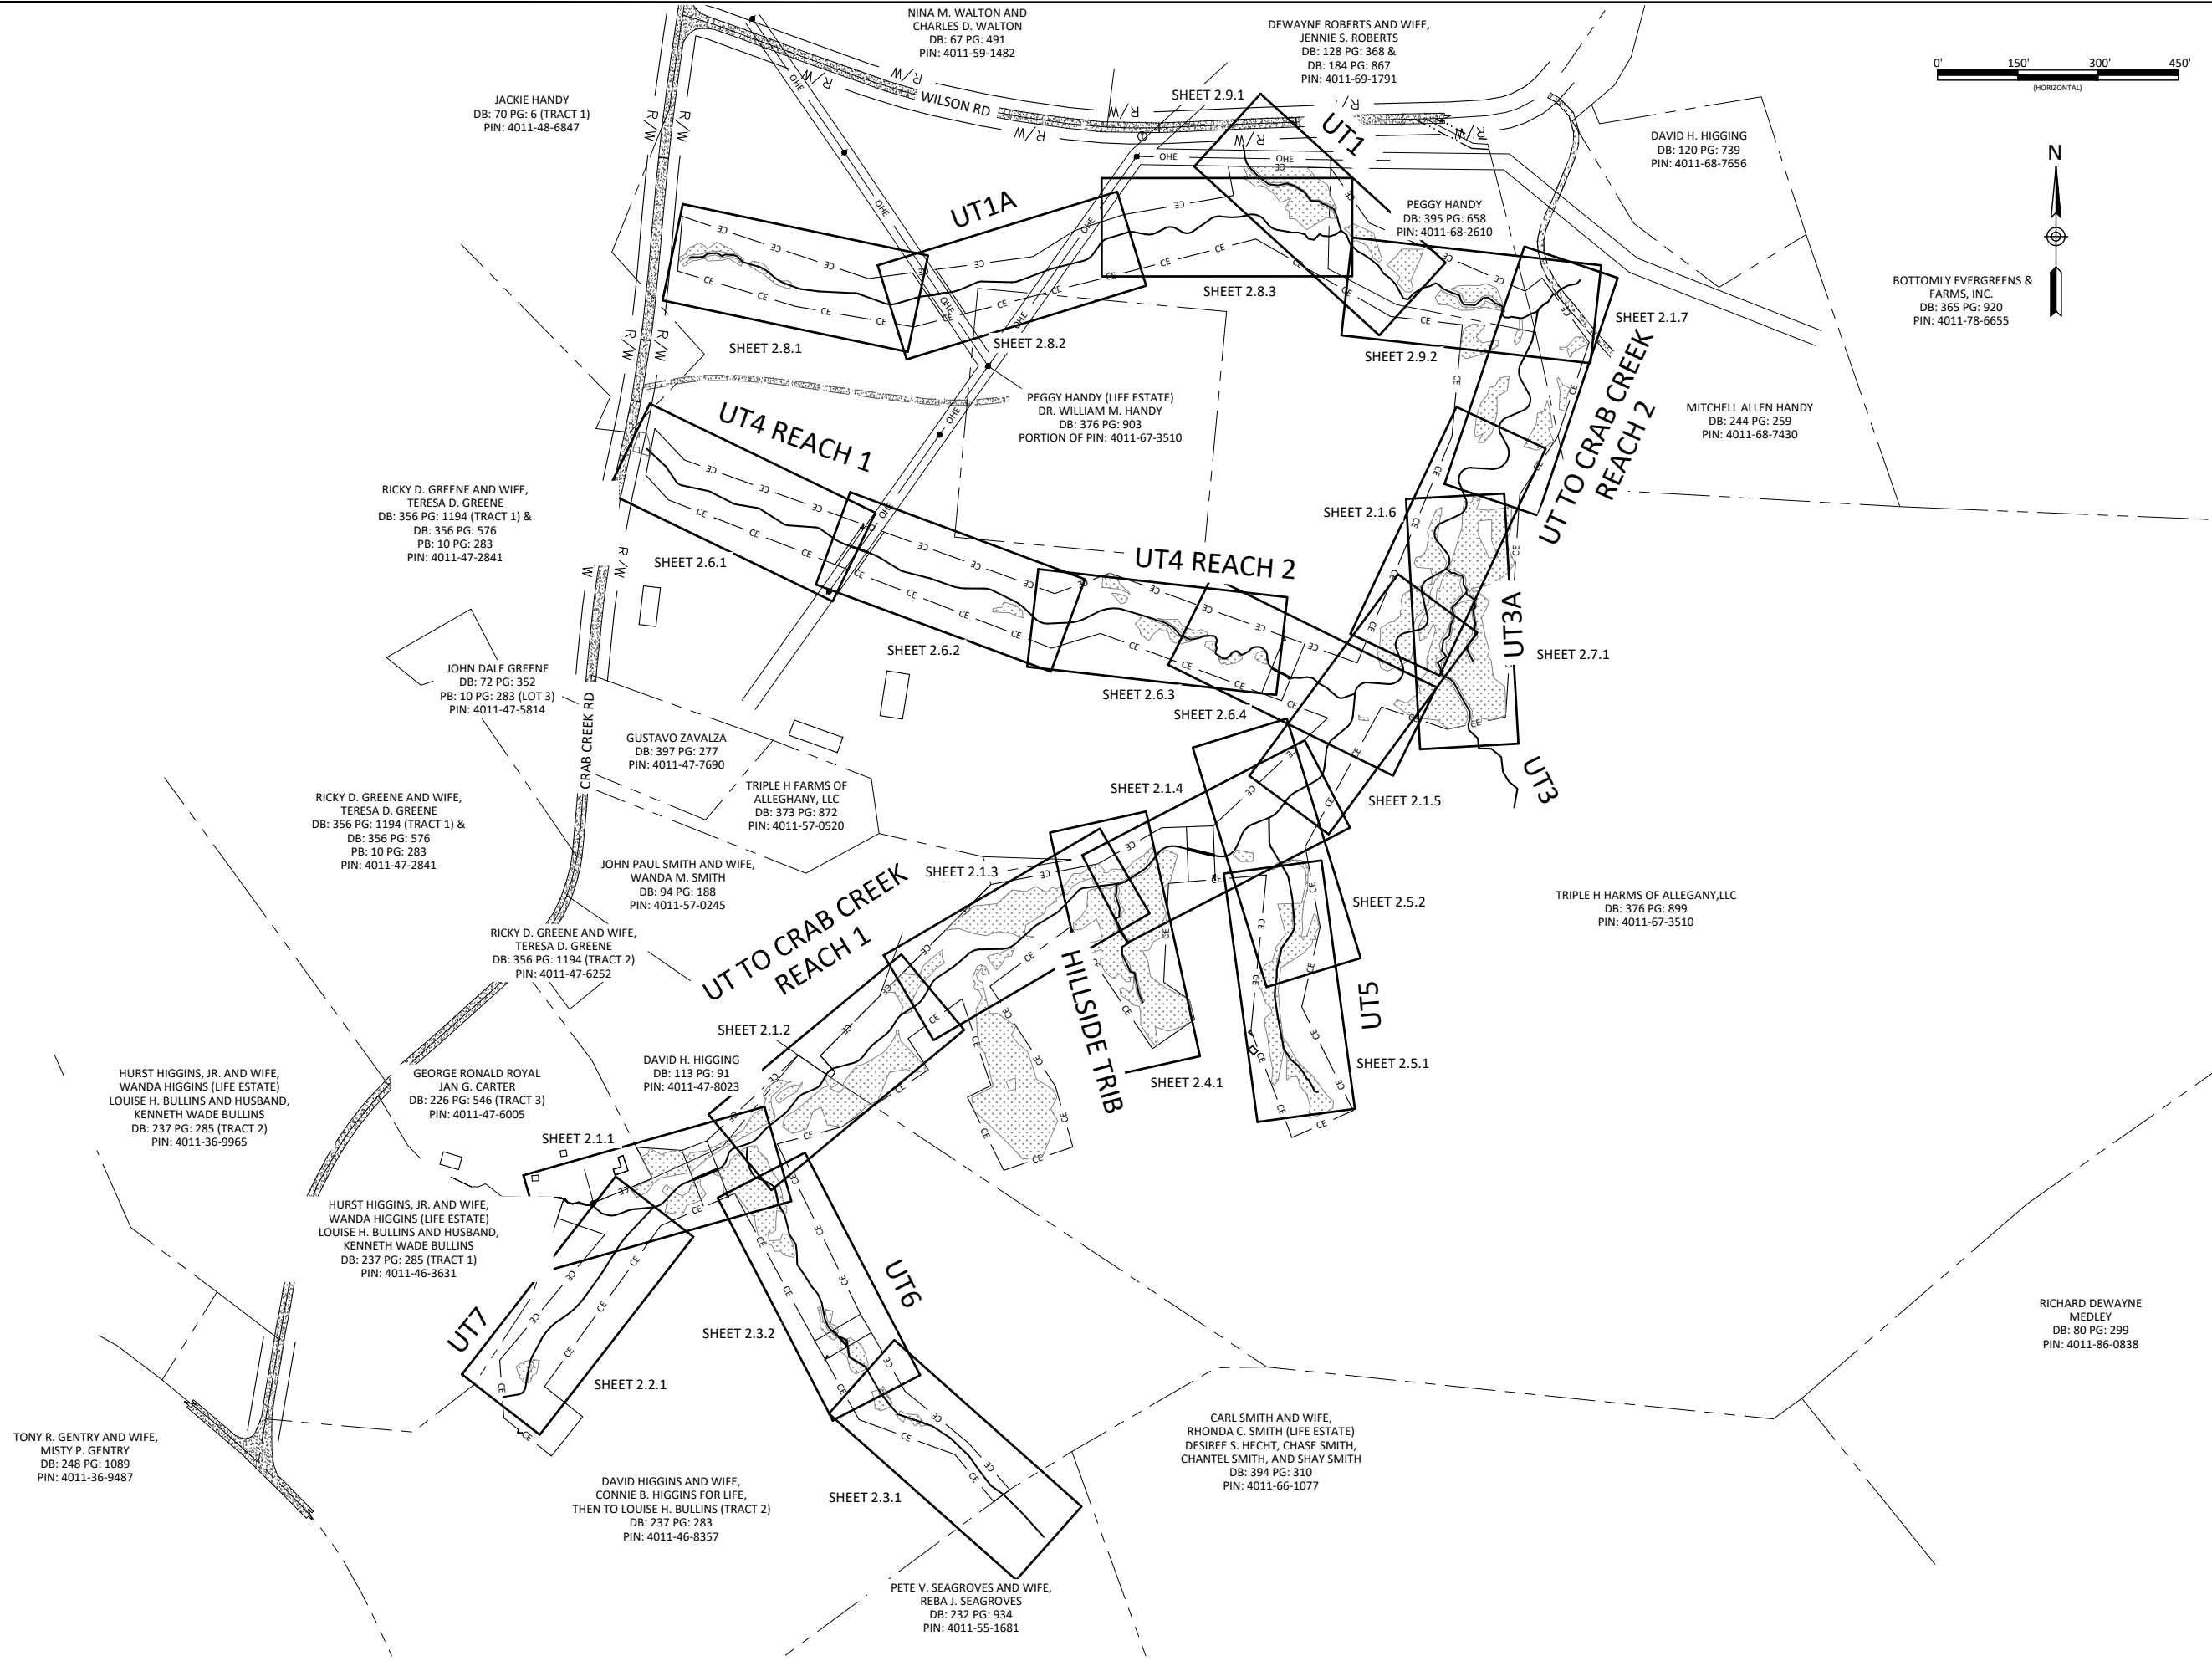 NINA M. WALTON AND
CHARLES D. WALTON
DB: 67 PG: 491
PIN: 4011-59-1482
DEWAYNE ROBERTS AND WIFE,
JENNIE S. ROBERTS
DB: 128 PG: 368 &
DB: 184 PG: 867
PIN: 4011-69-1791
0' 150' 300' 450'
(HORIZONTAL)
N
JACKIE HANDY
DB: 70 PG: 6 (TRACT 1)
PIN: 4011-48-6847
WILSON RD
SHEET 2.9.1
UT1
DAVID H. HIGGING
DB: 120 PG: 739
PIN: 4011-68-7656
UT1A
PEGGY HANDY
DB: 395 PG: 658
PIN: 4011-68-2610
BOTTOMLY EVERGREENS &
FARMS, INC.
DB: 365 PG: 920
PIN: 4011-78-6655
SHEET 2.8.1
SHEET 2.8.2
SHEET 2.8.3
SHEET 2.9.2
SHEET 2.1.7
UT TO CRAB CREEK
REACH 2
PEGGY HANDY (LIFE ESTATE)
DR. WILLIAM M. HANDY
DB: 376 PG: 903
PORTION OF PIN: 4011-67-3510
MITCHELL ALLEN HANDY
DB: 244 PG: 259
PIN: 4011-68-7430
UT4 REACH 1
RICKY D. GREENE AND WIFE,
TERESA D. GREENE
DB: 356 PG: 1194 (TRACT 1) &
DB: 356 PG: 576
PB: 10 PG: 283
PIN: 4011-47-2841
SHEET 2.6.1
SHEET 2.1.6
UT4 REACH 2
UT3A
SHEET 2.7.1
SHEET 2.6.2
SHEET 2.6.3
SHEET 2.6.4
JOHN DALE GREENE
DB: 72 PG: 352
PB: 10 PG: 283 (LOT 3)
PIN: 4011-47-5814
CRAB CREEK RD
GUSTAVO ZAVALZA
DB: 397 PG: 277
PIN: 4011-47-7690
UT3
TRIPLE H FARMS OF
ALLEGHANY, LLC
DB: 373 PG: 872
PIN: 4011-57-0520
SHEET 2.1.4
SHEET 2.1.5
RICKY D. GREENE AND WIFE,
TERESA D. GREENE
DB: 356 PG: 1194 (TRACT 1) &
DB: 356 PG: 576
PB: 10 PG: 283
PIN: 4011-47-2841
JOHN PAUL SMITH AND WIFE,
WANDA M. SMITH
DB: 94 PG: 188
PIN: 4011-57-0245
SHEET 2.1.3
UT TO CRAB CREEK
REACH 1
SHEET 2.5.2
TRIPLE H HARMS OF ALLEGANY,LLC
DB: 376 PG: 899
PIN: 4011-67-3510
RICKY D. GREENE AND WIFE,
TERESA D. GREENE
DB: 356 PG: 1194 (TRACT 2)
PIN: 4011-47-6252
HILLSIDE TRIB
UT5
SHEET 2.1.2
SHEET 2.5.1
SHEET 2.4.1
DAVID H. HIGGING
DB: 113 PG: 91
PIN: 4011-47-8023
HURST HIGGINS, JR. AND WIFE,
WANDA HIGGINS (LIFE ESTATE)
LOUISE H. BULLINS AND HUSBAND,
KENNETH WADE BULLINS
DB: 237 PG: 285 (TRACT 2)
PIN: 4011-36-9965
GEORGE RONALD ROYAL
JAN G. CARTER
DB: 226 PG: 546 (TRACT 3)
PIN: 4011-47-6005
SHEET 2.1.1
HURST HIGGINS, JR. AND WIFE,
WANDA HIGGINS (LIFE ESTATE)
LOUISE H. BULLINS AND HUSBAND,
KENNETH WADE BULLINS
DB: 237 PG: 285 (TRACT 1)
PIN: 4011-46-3631
UT7
UT6
SHEET 2.3.2
SHEET 2.2.1
RICHARD DEWAYNE
MEDLEY
DB: 80 PG: 299
PIN: 4011-86-0838
TONY R. GENTRY AND WIFE,
MISTY P. GENTRY
DB: 248 PG: 1089
PIN: 4011-36-9487
CARL SMITH AND WIFE,
RHONDA C. SMITH (LIFE ESTATE)
DESIREE S. HECHT, CHASE SMITH,
CHANTEL SMITH, AND SHAY SMITH
DB: 394 PG: 310
PIN: 4011-66-1077
DAVID HIGGINS AND WIFE,
CONNIE B. HIGGINS FOR LIFE,
THEN TO LOUISE H. BULLINS (TRACT 2)
DB: 237 PG: 283
PIN: 4011-46-8357
SHEET 2.3.1
PETE V. SEAGROVES AND WIFE,
REBA J. SEAGROVES
DB: 232 PG: 934
PIN: 4011-55-1681